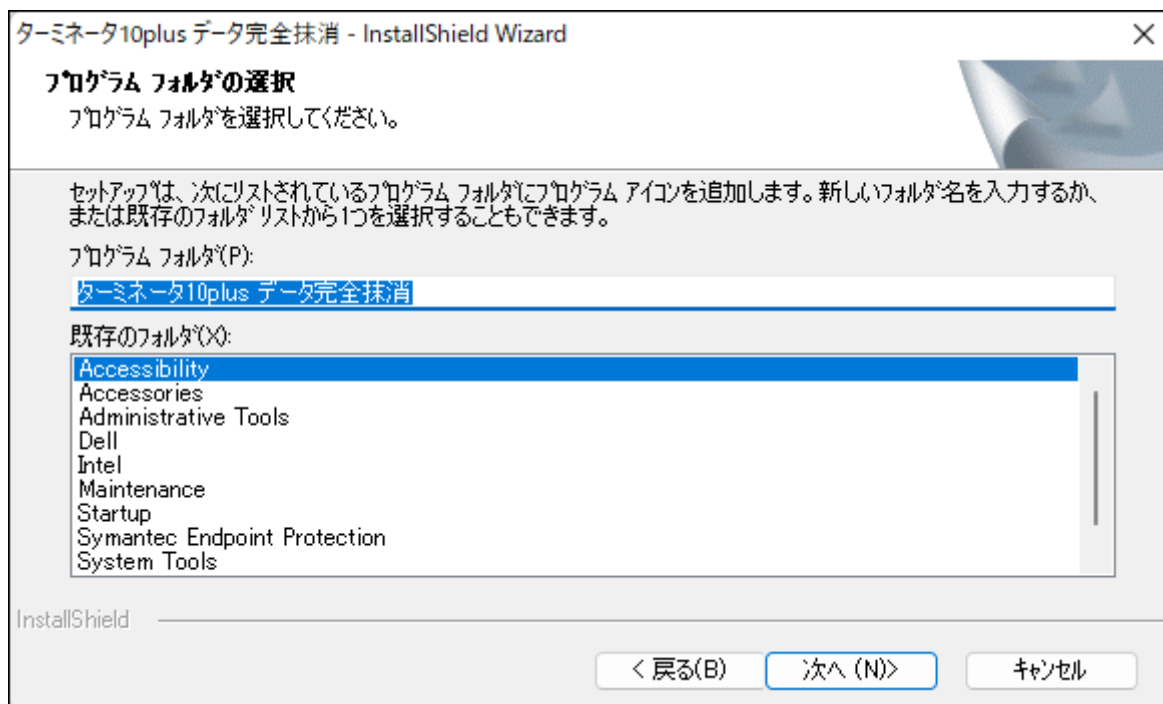 ターミネータ10plus データ完全抹消 - InstallShield Wizard
ﾌﾟﾛｸﾞﾗﾑ ﾌｫﾙﾀﾞの選択
ﾌﾟﾛｸﾞﾗﾑ ﾌｫﾙﾀﾞを選択してください。
ｾｯﾄｱｯﾌﾟは、次にﾘｽﾄされているﾌﾟﾛｸﾞﾗﾑ ﾌｫﾙﾀﾞにﾌﾟﾛｸﾞﾗﾑ ｱｲｺﾝを追加します。新しいﾌｫﾙﾀﾞ名を入力するか、
または既存のﾌｫﾙﾀﾞ ﾘｽﾄから1つを選択することもできます。
ﾌﾟﾛｸﾞﾗﾑ ﾌｫﾙﾀﾞ(P):
ターミネータ10plus データ完全抹消
既存のﾌｫﾙﾀﾞ(X):
Accessibility
Accessories
Administrative Tools
Dell
Intel
Maintenance
Startup
Symantec Endpoint Protection
System Tools
InstallShield
< 戻る(B) 次へ (N)> ｷｬﾝｾﾙ